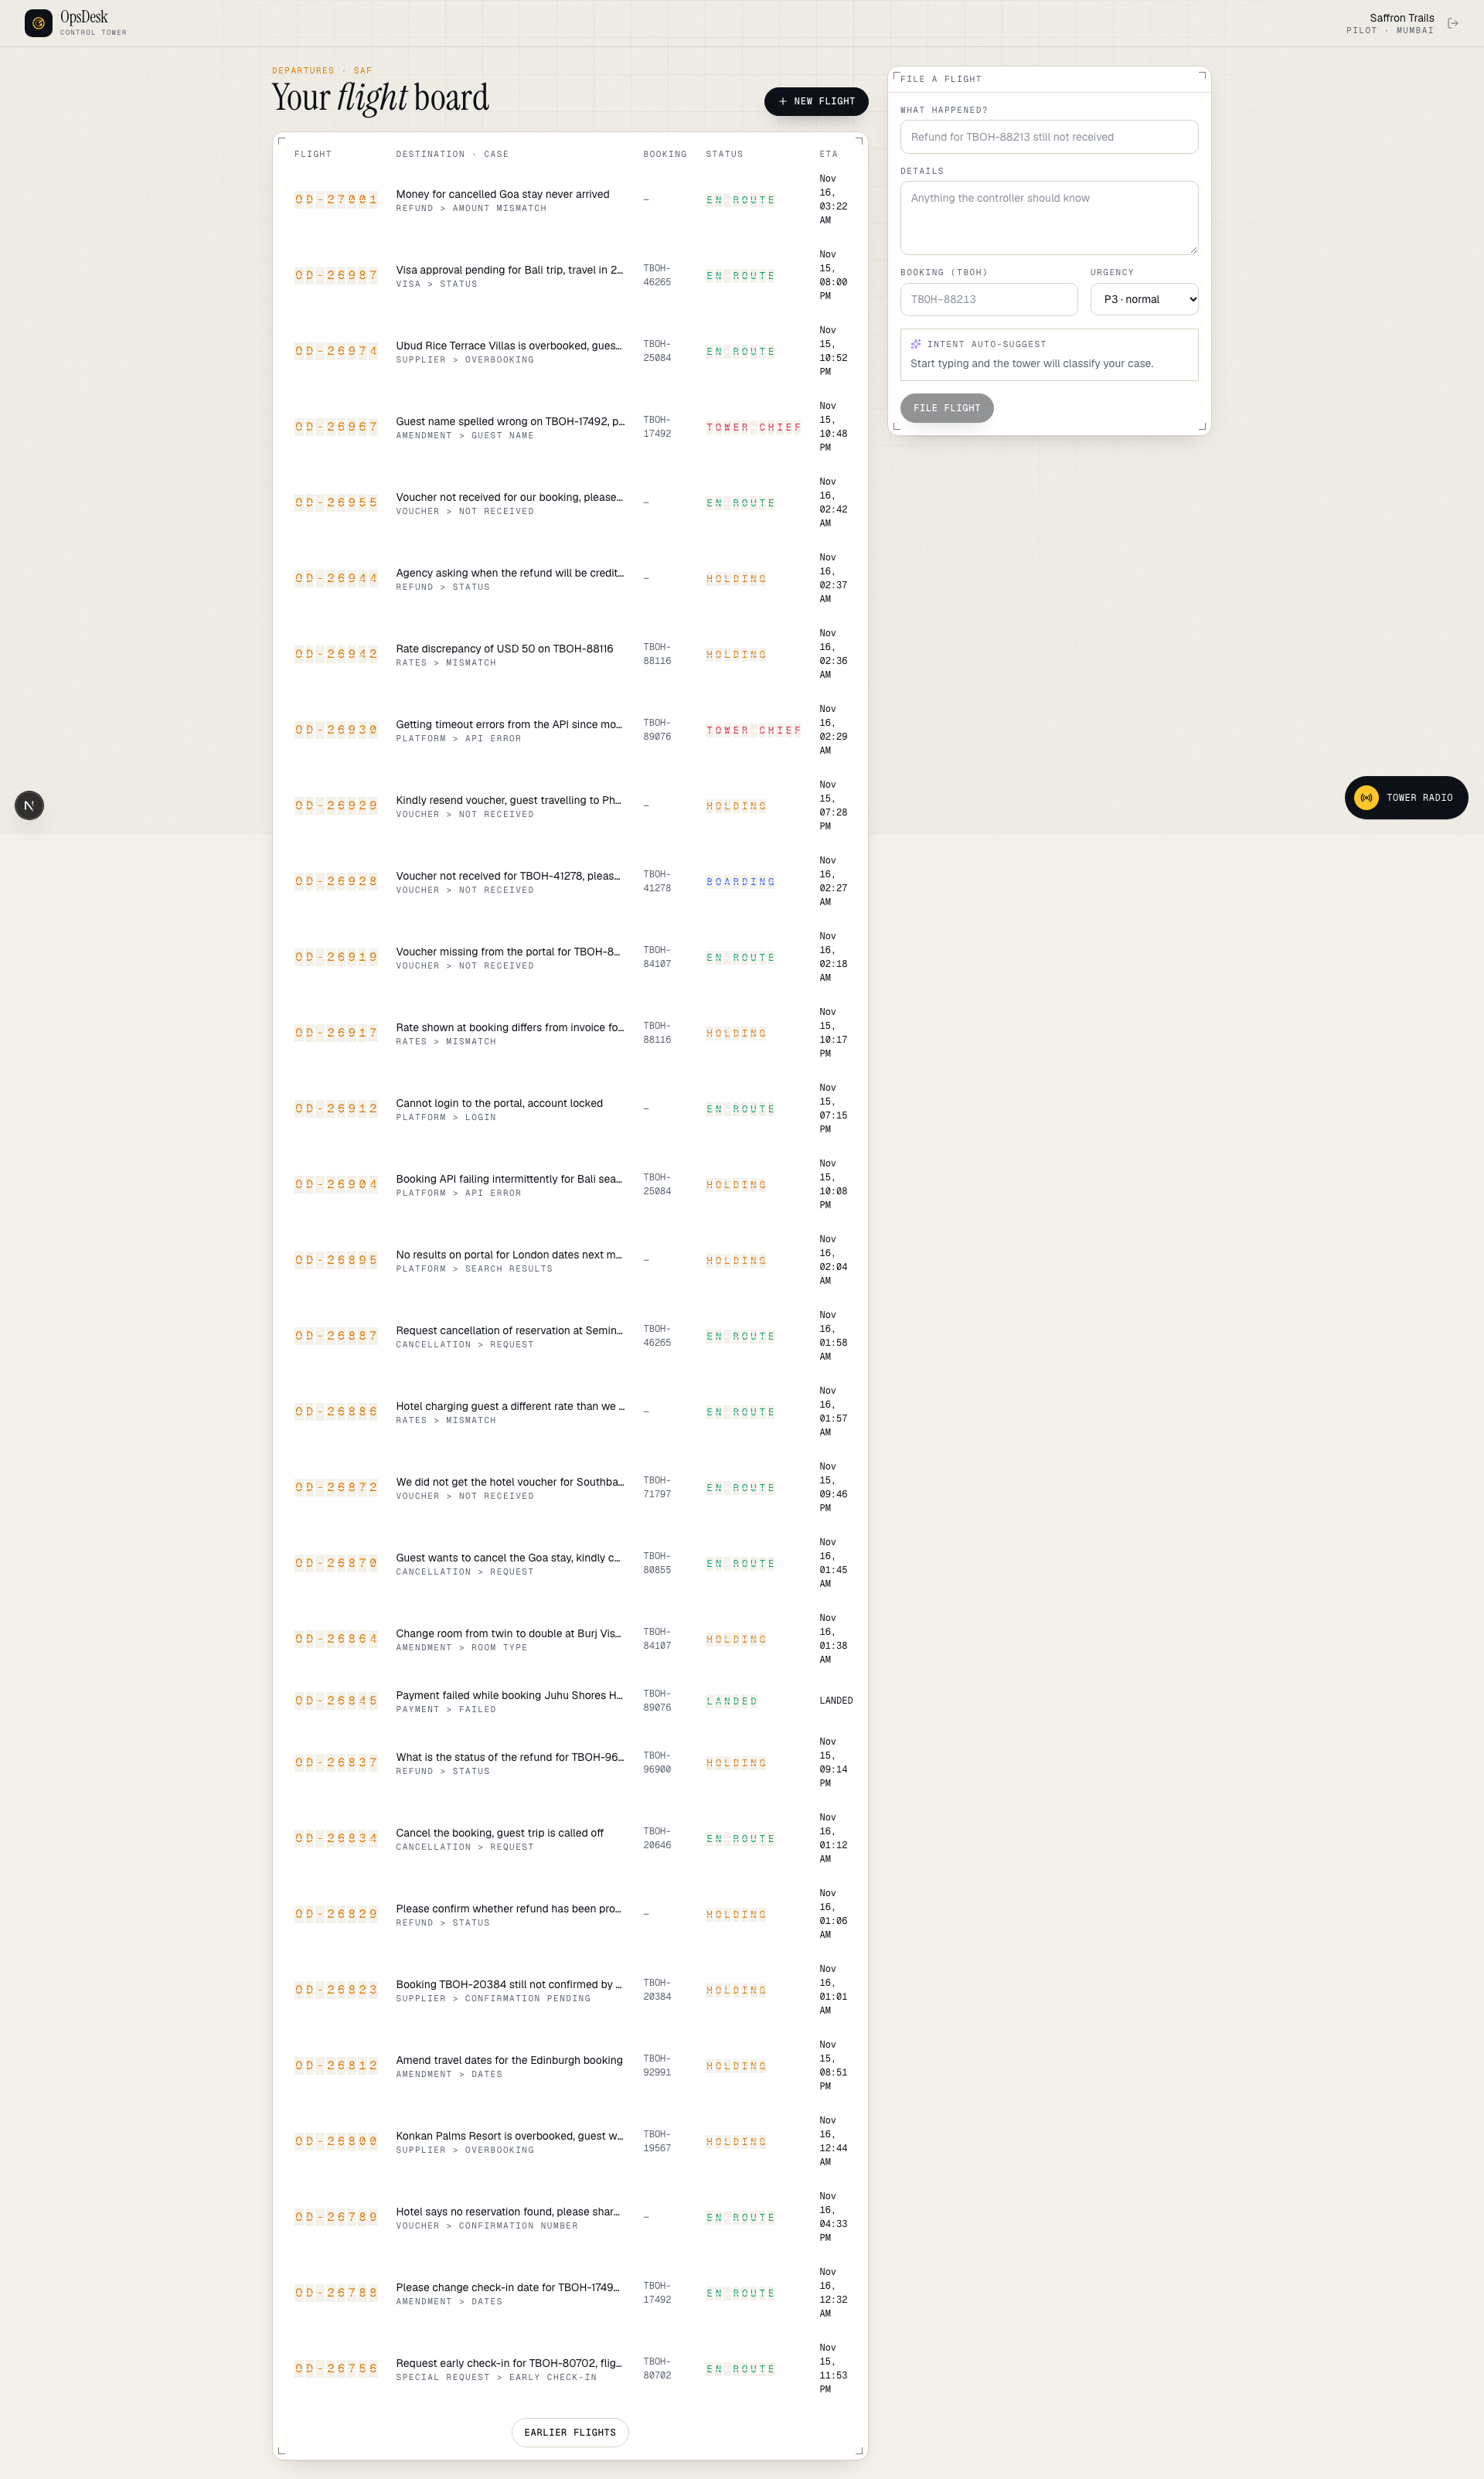 OpsDesk
CONTROL TOWER
Saffron Trails
PILOT · MUMBAI
DEPARTURES · SAF
Your flight board
+ NEW FLIGHT
FLIGHT DESTINATION · CASE BOOKING STATUS ETA
OD-27001 Money for cancelled Goa stay never arrived – EN ROUTE Nov 16, 03:22 AM
REFUND > AMOUNT MISMATCH
OD-26987 Visa approval pending for Bali trip, travel in 2… TBOH-46265 EN ROUTE Nov 15, 08:00 PM
VISA > STATUS
OD-26974 Ubud Rice Terrace Villas is overbooked, gues… TBOH-25084 EN ROUTE Nov 15, 10:52 PM
SUPPLIER > OVERBOOKING
OD-26967 Guest name spelled wrong on TBOH-17492, p… TBOH-17492 TOWER CHIEF Nov 15, 10:48 PM
AMENDMENT > GUEST NAME
OD-26955 Voucher not received for our booking, please… – EN ROUTE Nov 16, 02:42 AM
VOUCHER > NOT RECEIVED
OD-26944 Agency asking when the refund will be credit… – HOLDING Nov 16, 02:37 AM
REFUND > STATUS
OD-26942 Rate discrepancy of USD 50 on TBOH-88116 TBOH-88116 HOLDING Nov 16, 02:36 AM
RATES > MISMATCH
OD-26930 Getting timeout errors from the API since mo… TBOH-89076 TOWER CHIEF Nov 16, 02:29 AM
PLATFORM > API ERROR
OD-26929 Kindly resend voucher, guest travelling to Ph… – HOLDING Nov 15, 07:28 PM
VOUCHER > NOT RECEIVED
OD-26928 Voucher not received for TBOH-41278, pleas… TBOH-41278 BOARDING Nov 16, 02:27 AM
VOUCHER > NOT RECEIVED
OD-26919 Voucher missing from the portal for TBOH-8… TBOH-84107 EN ROUTE Nov 16, 02:18 AM
VOUCHER > NOT RECEIVED
OD-26917 Rate shown at booking differs from invoice fo… TBOH-88116 HOLDING Nov 15, 10:17 PM
RATES > MISMATCH
OD-26912 Cannot login to the portal, account locked – EN ROUTE Nov 15, 07:15 PM
PLATFORM > LOGIN
OD-26904 Booking API failing intermittently for Bali sea… TBOH-25084 HOLDING Nov 15, 10:08 PM
PLATFORM > API ERROR
OD-26895 No results on portal for London dates next m… – HOLDING Nov 16, 02:04 AM
PLATFORM > SEARCH RESULTS
OD-26887 Request cancellation of reservation at Semin… TBOH-46265 EN ROUTE Nov 16, 01:58 AM
CANCELLATION > REQUEST
OD-26886 Hotel charging guest a different rate than we … – EN ROUTE Nov 16, 01:57 AM
RATES > MISMATCH
OD-26872 We did not get the hotel voucher for Southba… TBOH-71797 EN ROUTE Nov 15, 09:46 PM
VOUCHER > NOT RECEIVED
OD-26870 Guest wants to cancel the Goa stay, kindly c… TBOH-80855 EN ROUTE Nov 16, 01:45 AM
CANCELLATION > REQUEST
OD-26864 Change room from twin to double at Burj Vis… TBOH-84107 HOLDING Nov 16, 01:38 AM
AMENDMENT > ROOM TYPE
OD-26845 Payment failed while booking Juhu Shores H… TBOH-89076 LANDED LANDED
PAYMENT > FAILED
OD-26837 What is the status of the refund for TBOH-96… TBOH-96900 HOLDING Nov 15, 09:14 PM
REFUND > STATUS
OD-26834 Cancel the booking, guest trip is called off TBOH-20646 EN ROUTE Nov 16, 01:12 AM
CANCELLATION > REQUEST
OD-26829 Please confirm whether refund has been pro… – HOLDING Nov 16, 01:06 AM
REFUND > STATUS
OD-26823 Booking TBOH-20384 still not confirmed by … TBOH-20384 HOLDING Nov 16, 01:01 AM
SUPPLIER > CONFIRMATION PENDING
OD-26812 Amend travel dates for the Edinburgh booking TBOH-92991 HOLDING Nov 15, 08:51 PM
AMENDMENT > DATES
OD-26800 Konkan Palms Resort is overbooked, guest w… TBOH-19567 HOLDING Nov 16, 12:44 AM
SUPPLIER > OVERBOOKING
OD-26789 Hotel says no reservation found, please shar… – EN ROUTE Nov 16, 04:33 PM
VOUCHER > CONFIRMATION NUMBER
OD-26788 Please change check-in date for TBOH-1749… TBOH-17492 EN ROUTE Nov 16, 12:32 AM
AMENDMENT > DATES
OD-26756 Request early check-in for TBOH-80702, flig… TBOH-80702 EN ROUTE Nov 15, 11:53 PM
SPECIAL REQUEST > EARLY CHECK-IN
EARLIER FLIGHTS
FILE A FLIGHT
WHAT HAPPENED?
Refund for TBOH-88213 still not received
DETAILS
Anything the controller should know
BOOKING (TBOH) URGENCY
TBOH-88213 P3 · normal
INTENT AUTO-SUGGEST
Start typing and the tower will classify your case.
FILE FLIGHT
N
TOWER RADIO